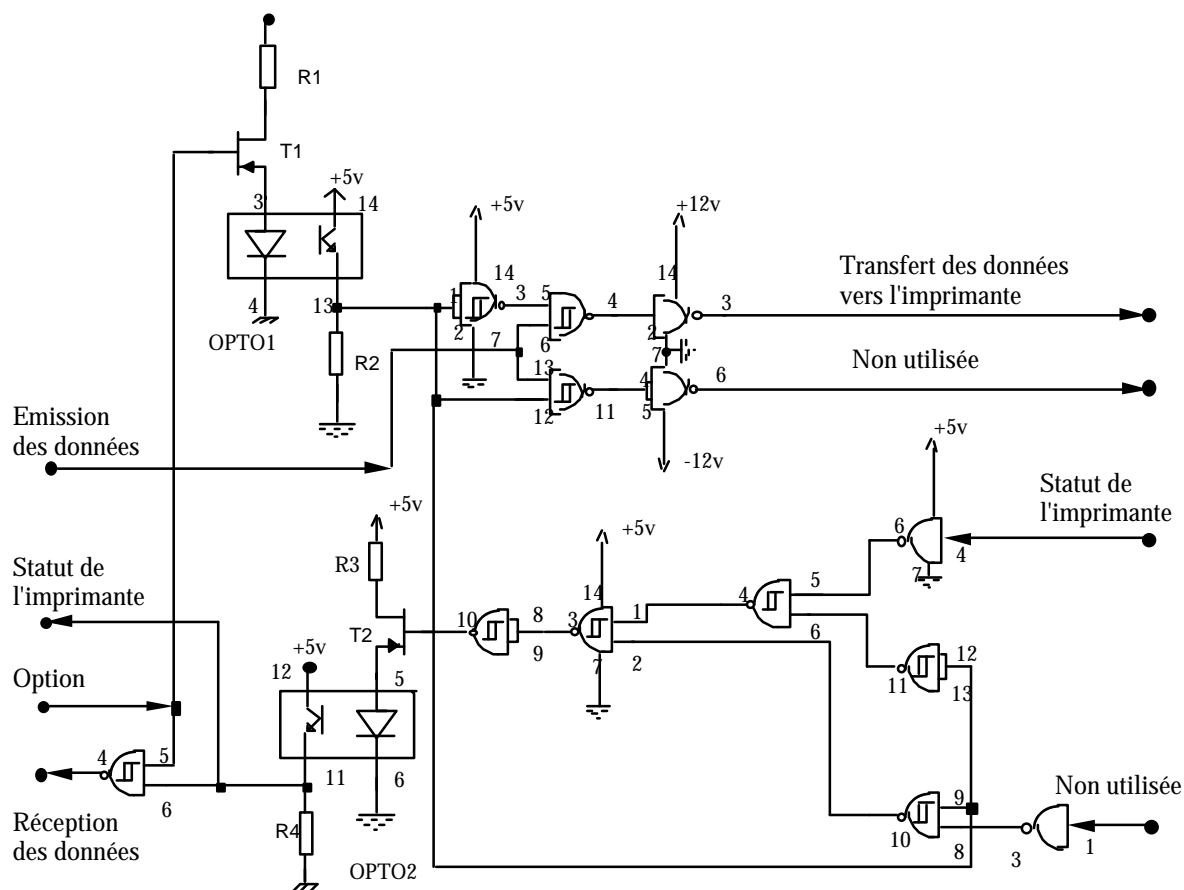 R1
T1
+5v
3
14
+5v
+12v
4
13
OPTO1
R2
1
2
14
3
7
5
6
4
14
2
3
7
Transfert des données
vers l'imprimante
13
12
11
4
5
6
Non utilisée
-12v
Emission
des données
+5v
R3
T2
+5v
+5v
6
4
7
Statut de
l'imprimante
Statut de
l'imprimante
10
8
9
14
3
1
2
7
4
5
6
11
12
13
+5v
12
5
11
6
Option
4
5
6
Réception
des données
R4
OPTO2
9
10
8
3
1
Non utilisée